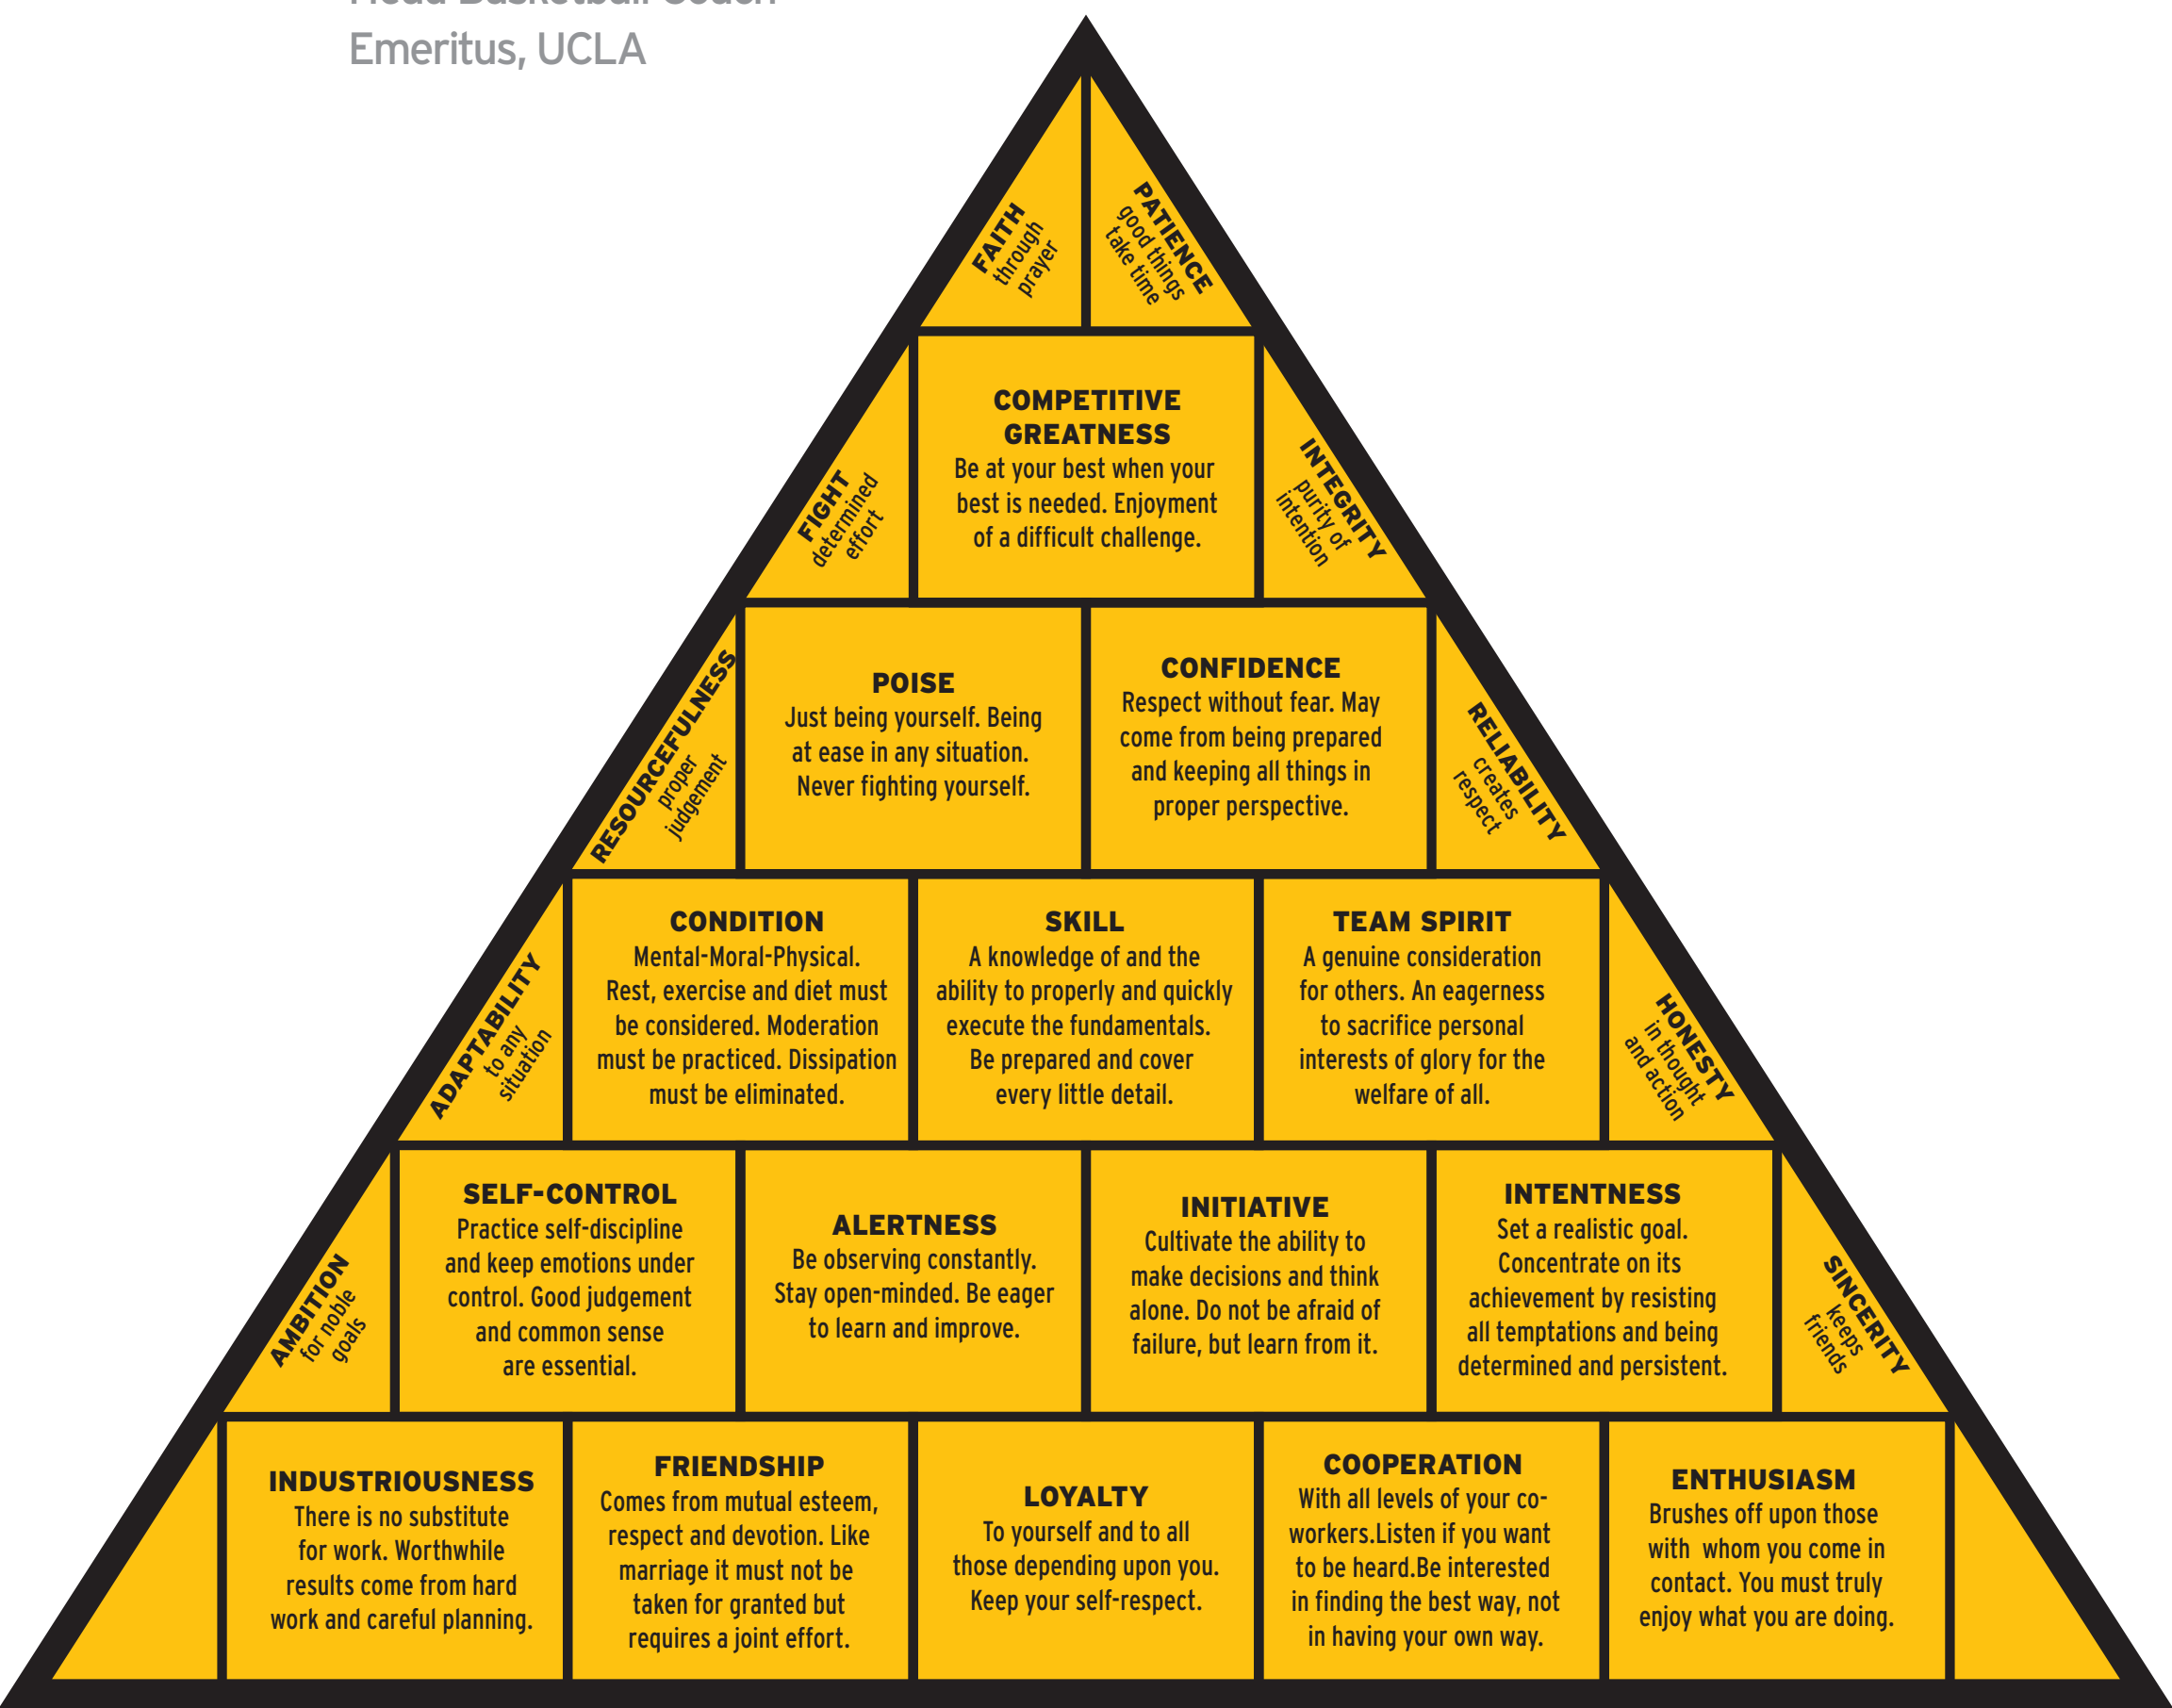 Head Basketball Coach
Emeritus, UCLA
FAITH
through
prayer
PATIENCE
good things
take time
FIGHT
determined
effort
COMPETITIVE
GREATNESS
Be at your best when your
best is needed. Enjoyment
of a difficult challenge.
INTEGRITY
purity of
intention
RESOURCEFULNESS
proper
judgement
POISE
Just being yourself. Being
at ease in any situation.
Never fighting yourself.
CONFIDENCE
Respect without fear. May
come from being prepared
and keeping all things in
proper perspective.
RELIABILITY
creates
respect
ADAPTABILITY
to any
situation
CONDITION
Mental-Moral-Physical.
Rest, exercise and diet must
be considered. Moderation
must be practiced. Dissipation
must be eliminated.
SKILL
A knowledge of and the
ability to properly and quickly
execute the fundamentals.
Be prepared and cover
every little detail.
TEAM SPIRIT
A genuine consideration
for others. An eagerness
to sacrifice personal
interests of glory for the
welfare of all.
HONESTY
in thought
and action
AMBITION
for noble
goals
SELF-CONTROL
Practice self-discipline
and keep emotions under
control. Good judgement
and common sense
are essential.
ALERTNESS
Be observing constantly.
Stay open-minded. Be eager
to learn and improve.
INITIATIVE
Cultivate the ability to
make decisions and think
alone. Do not be afraid of
failure, but learn from it.
INTENTNESS
Set a realistic goal.
Concentrate on its
achievement by resisting
all temptations and being
determined and persistent.
SINCERITY
keeps
friends
INDUSTRIOUSNESS
There is no substitute
for work. Worthwhile
results come from hard
work and careful planning.
FRIENDSHIP
Comes from mutual esteem,
respect and devotion. Like
marriage it must not be
taken for granted but
requires a joint effort.
LOYALTY
To yourself and to all
those depending upon you.
Keep your self-respect.
COOPERATION
With all levels of your co-
workers.Listen if you want
to be heard.Be interested
in finding the best way, not
in having your own way.
ENTHUSIASM
Brushes off upon those
with whom you come in
contact. You must truly
enjoy what you are doing.